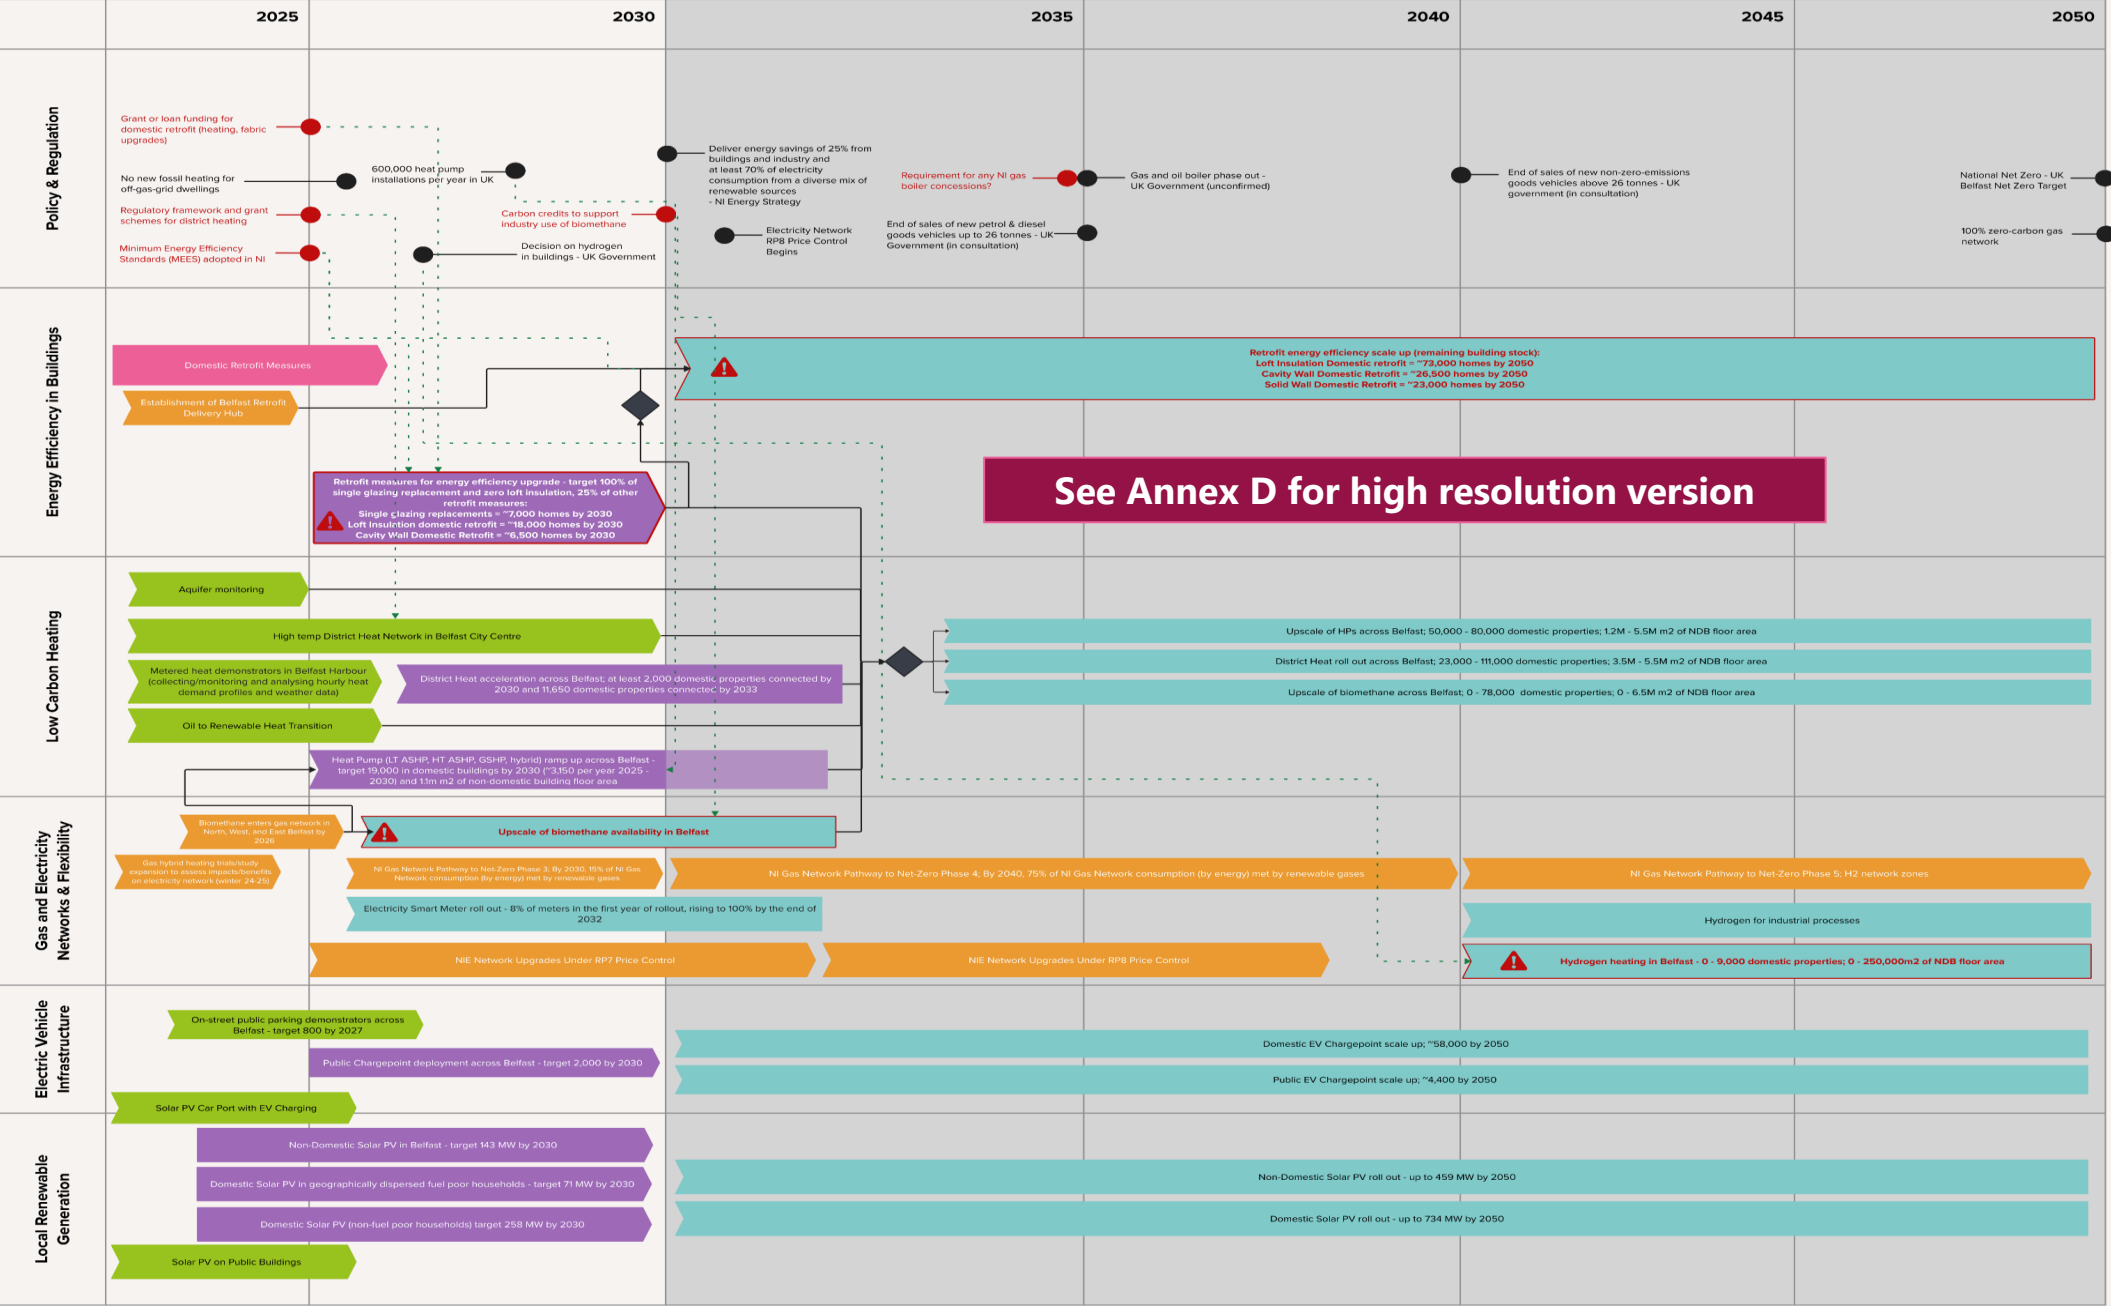 2025
2030
2035
2040
2045
2050
Policy & Regulation
Grant or loan funding for
domestic retrofit (heating, fabric
upgrades)
No new fossil heating for
off-gas-grid dwellings
Regulatory framework and grant
schemes for district heating
Minimum Energy Efficiency
Standards (MEES) adopted in NI
600,000 heat pump
installations per year in UK
Carbon credits to support
industry use of biomethane
Decision on hydrogen
in buildings - UK Government
Deliver energy savings of 25% from
buildings and industry and
at least 70% of electricity
consumption from a diverse mix of
renewable sources
- NI Energy Strategy
Electricity Network
RP8 Price Control
Begins
Requirement for any NI gas
boiler concessions?
End of sales of new petrol & diesel
goods vehicles up to 26 tonnes - UK
Government (in consultation)
Gas and oil boiler phase out -
UK Government (unconfirmed)
End of sales of new non-zero-emissions
goods vehicles above 26 tonnes - UK
government (in consultation)
National Net Zero - UK
Belfast Net Zero Target
100% zero-carbon gas
network
Energy Efficiency in Buildings
Domestic Retrofit Measures
Establishment of Belfast Retrofit
Delivery Hub
Retrofit energy efficiency scale up (remaining building stock):
Loft Insulation Domestic retrofit = ~73,000 homes by 2050
Cavity Wall Domestic Retrofit = ~26,500 homes by 2050
Solid Wall Domestic Retrofit = ~23,000 homes by 2050
Retrofit measures for energy efficiency upgrade - target 100% of
single glazing replacement and zero loft insulation, 25% of other
retrofit measures:
Single glazing replacements = ~7,000 homes by 2030
Loft Insulation domestic retrofit = ~18,000 homes by 2030
Cavity Wall Domestic Retrofit = ~6,500 homes by 2030
See Annex D for high resolution version
Low Carbon Heating
Aquifer monitoring
High temp District Heat Network in Belfast City Centre
Metered heat demonstrators in Belfast Harbour
(collecting/monitoring and analysing hourly heat
demand profiles and weather data)
District Heat acceleration across Belfast; at least 2,000 domestic properties connected by
2030 and 11,650 domestic properties connected by 2033
Oil to Renewable Heat Transition
Heat Pump (LT ASHP, HT ASHP, GSHP, hybrid) ramp up across Belfast -
target 19,000 in domestic buildings by 2030 (~3,150 per year 2025 -
2030) and 1.1m m2 of non-domestic building floor area
Upscale of HPs across Belfast; 50,000 - 80,000 domestic properties; 1.2M - 5.5M m2 of NDB floor area
District Heat roll out across Belfast; 23,000 - 111,000 domestic properties; 3.5M - 5.5M m2 of NDB floor area
Upscale of biomethane across Belfast; 0 - 78,000 domestic properties; 0 - 6.5M m2 of NDB floor area
Gas and Electricity
Networks & Flexibility
Biomethane enters gas network in
North, West, and East Belfast by
2026
Upscale of biomethane availability in Belfast
Gas hybrid heating trials/study
expansion to assess impacts/benefits
on electricity network (winter 24-25)
NI Gas Network Pathway to Net-Zero Phase 3; By 2030, 15% of NI Gas
Network consumption (by energy) met by renewable gases
NI Gas Network Pathway to Net-Zero Phase 4; By 2040, 75% of NI Gas Network consumption (by energy) met by renewable gases
NI Gas Network Pathway to Net-Zero Phase 5; H2 network zones
Electricity Smart Meter roll out - 8% of meters in the first year of rollout, rising to 100% by the end of
2032
Hydrogen for industrial processes
NIE Network Upgrades Under RP7 Price Control
NIE Network Upgrades Under RP8 Price Control
Hydrogen heating in Belfast - 0 - 9,000 domestic properties; 0 - 250,000m2 of NDB floor area
Electric Vehicle
Infrastructure
On-street public parking demonstrators across
Belfast - target 800 by 2027
Public Chargepoint deployment across Belfast - target 2,000 by 2030
Solar PV Car Port with EV Charging
Domestic EV Chargepoint scale up; ~58,000 by 2050
Public EV Chargepoint scale up; ~4,400 by 2050
Local Renewable
Generation
Non-Domestic Solar PV in Belfast - target 143 MW by 2030
Domestic Solar PV in geographically dispersed fuel poor households - target 71 MW by 2030
Domestic Solar PV (non-fuel poor households) target 258 MW by 2030
Solar PV on Public Buildings
Non-Domestic Solar PV roll out - up to 459 MW by 2050
Domestic Solar PV roll out - up to 734 MW by 2050